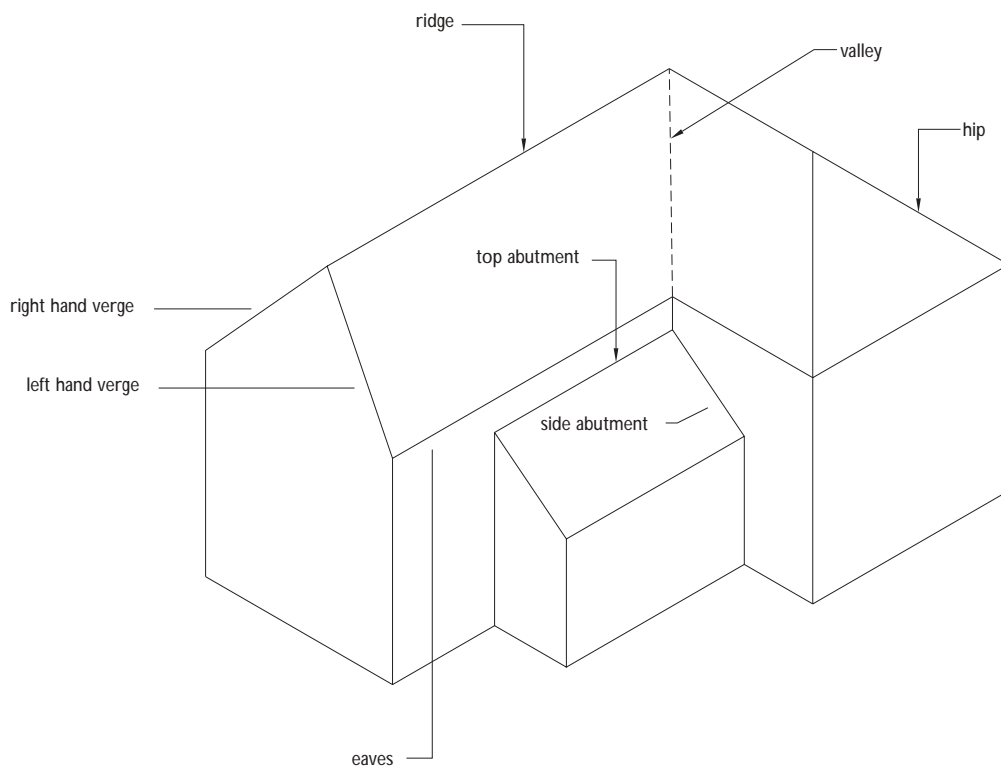 ridge
valley
hip
top abutment
right hand verge
left hand verge
side abutment
eaves